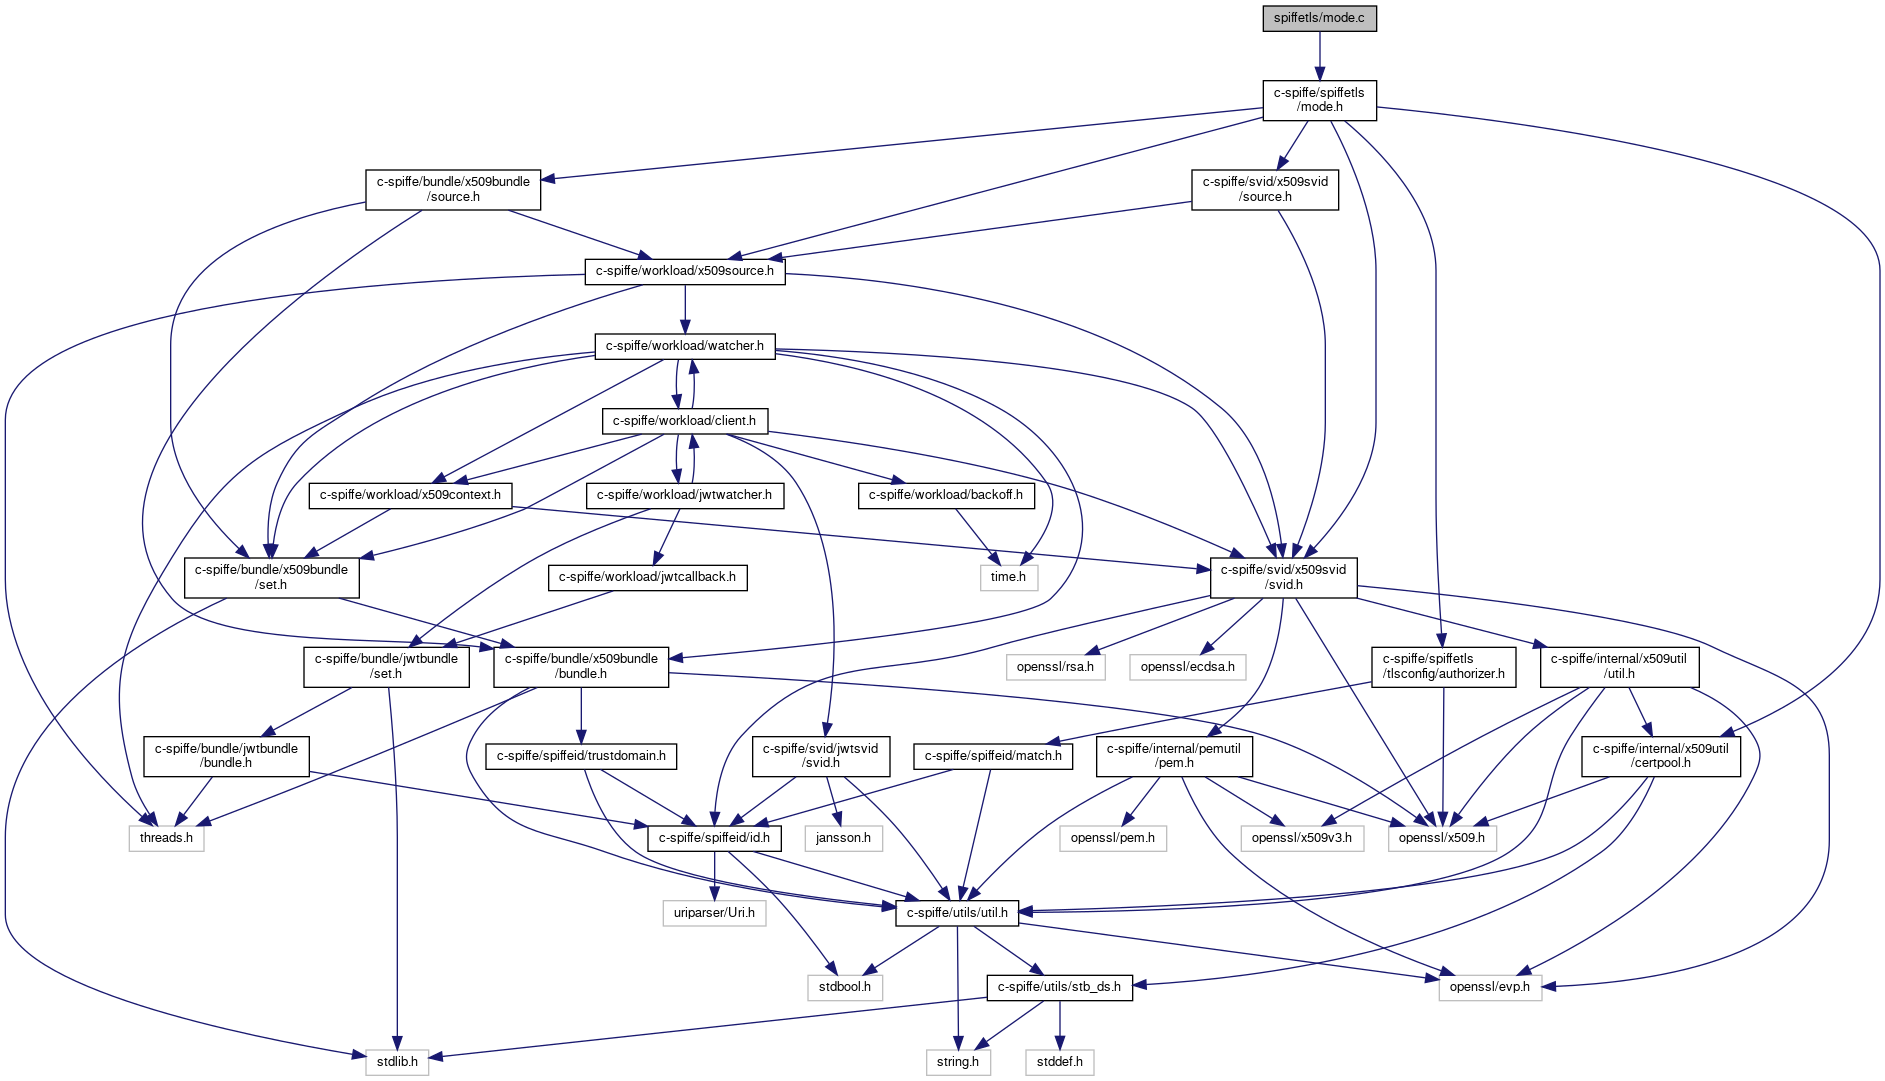 spiffetls/mode.c
c-spiffe/spiffetls
/mode.h
c-spiffe/bundle/x509bundle
/source.h
c-spiffe/svid/x509svid
/source.h
c-spiffe/workload/x509source.h
c-spiffe/workload/watcher.h
c-spiffe/workload/client.h
c-spiffe/workload/x509context.h
c-spiffe/workload/jwtwatcher.h
c-spiffe/workload/backoff.h
c-spiffe/bundle/x509bundle
/set.h
c-spiffe/workload/jwtcallback.h
time.h
c-spiffe/svid/x509svid
/svid.h
c-spiffe/bundle/jwtbundle
/set.h
c-spiffe/bundle/x509bundle
/bundle.h
openssl/rsa.h
openssl/ecdsa.h
c-spiffe/spiffetls
/tlsconfig/authorizer.h
c-spiffe/internal/x509util
/util.h
c-spiffe/bundle/jwtbundle
/bundle.h
c-spiffe/spiffeid/trustdomain.h
c-spiffe/svid/jwtsvid
/svid.h
c-spiffe/spiffeid/match.h
c-spiffe/internal/pemutil
/pem.h
c-spiffe/internal/x509util
/certpool.h
threads.h
c-spiffe/spiffeid/id.h
jansson.h
openssl/pem.h
openssl/x509v3.h
openssl/x509.h
uriparser/Uri.h
c-spiffe/utils/util.h
stdbool.h
c-spiffe/utils/stb_ds.h
openssl/evp.h
stdlib.h
string.h
stddef.h